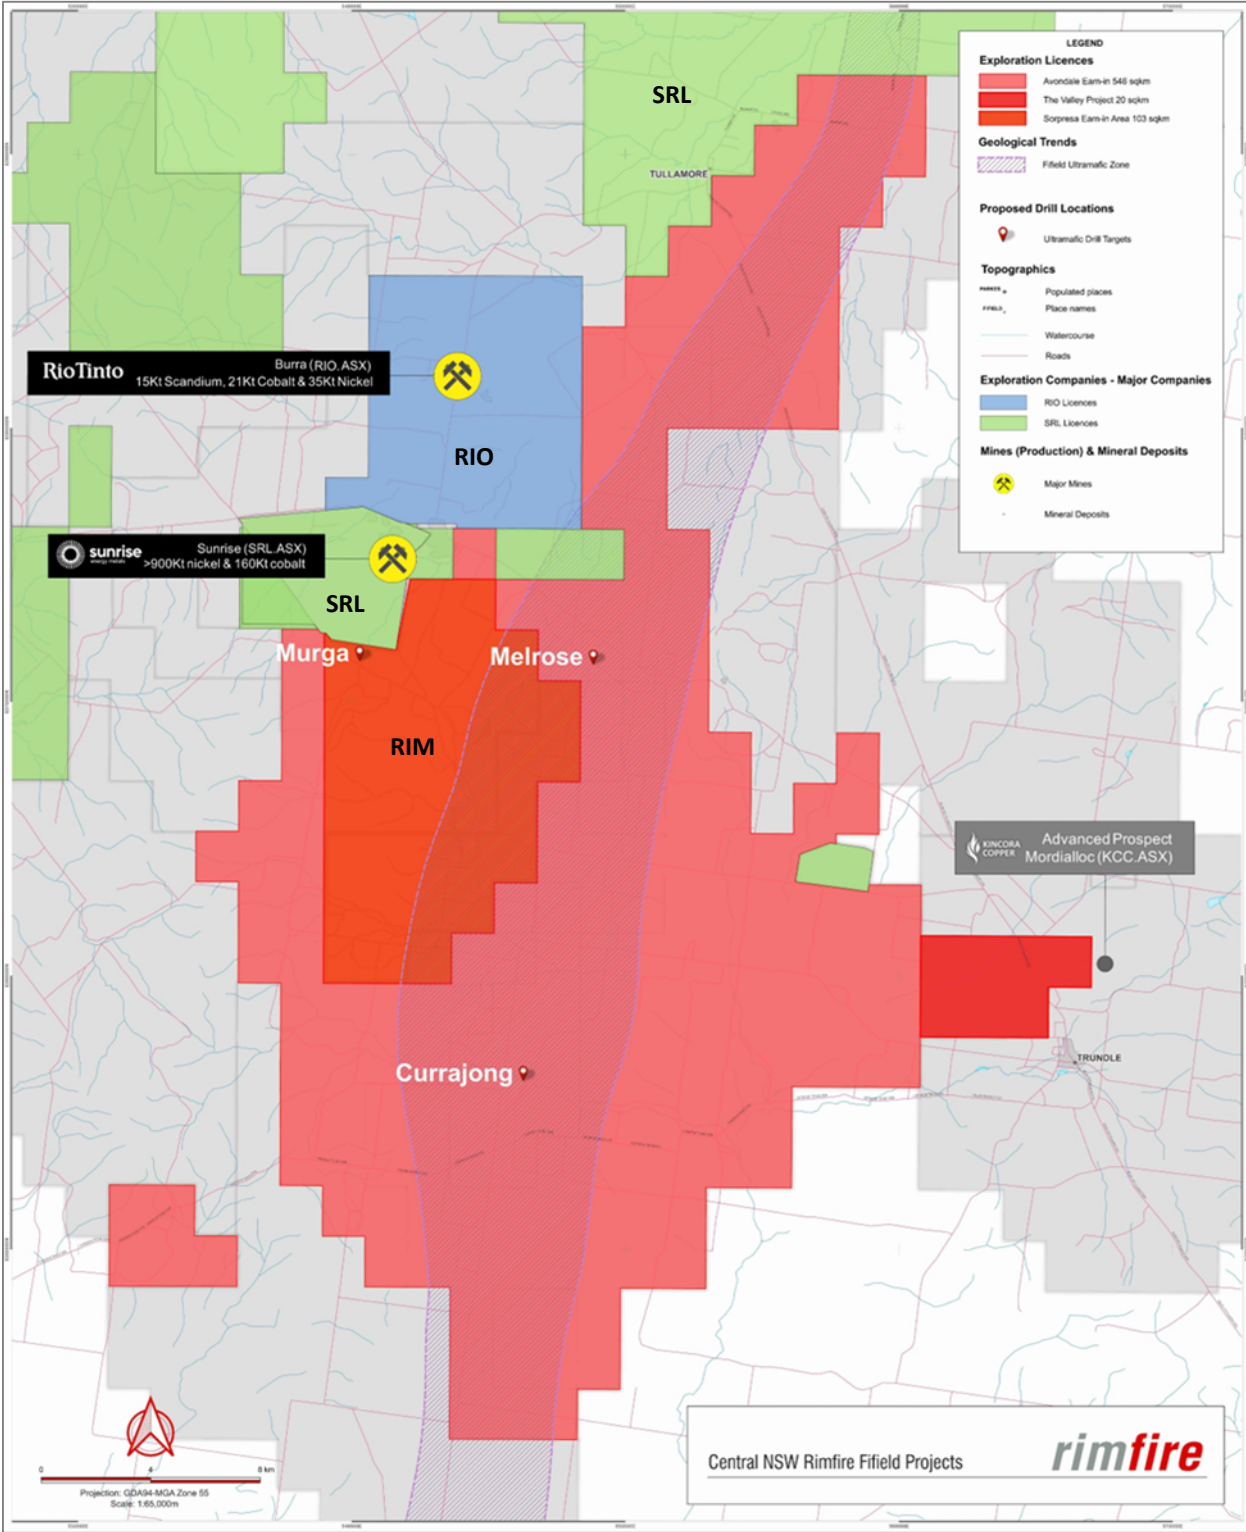 SRL
TULLAMORE
LEGEND
Exploration Licences
Avondale Earn-in 546 sqkm
The Valley Project 20 sqkm
Sorpresa Earn-in Area 103 sqkm
Geological Trends
Fifield Ultramafic Zone
Proposed Drill Locations
Ultramafic Drill Targets
Topographics
PARKES
Populated places
FIFIELD
Place names
Watercourse
Roads
Exploration Companies - Major Companies
RIO Licences
SRL Licences
Mines (Production) & Mineral Deposits
Major Mines
Mineral Deposits
RioTinto
Burra (RIO.ASX)
15Kt Scandium, 21Kt Cobalt & 35Kt Nickel
RIO
sunrise
energy metals
Sunrise (SRL.ASX)
>900Kt nickel & 160Kt cobalt
SRL
Murga
Melrose
RIM
KINCORA
COPPER
Advanced Prospect
Mordialloc (KCC.ASX)
TRUNDLE
Currajong
0 4 8 km
Projection: GDA94-MGA Zone 55
Scale: 1:65,000m
Central NSW Rimfire Fifield Projects
rimfire